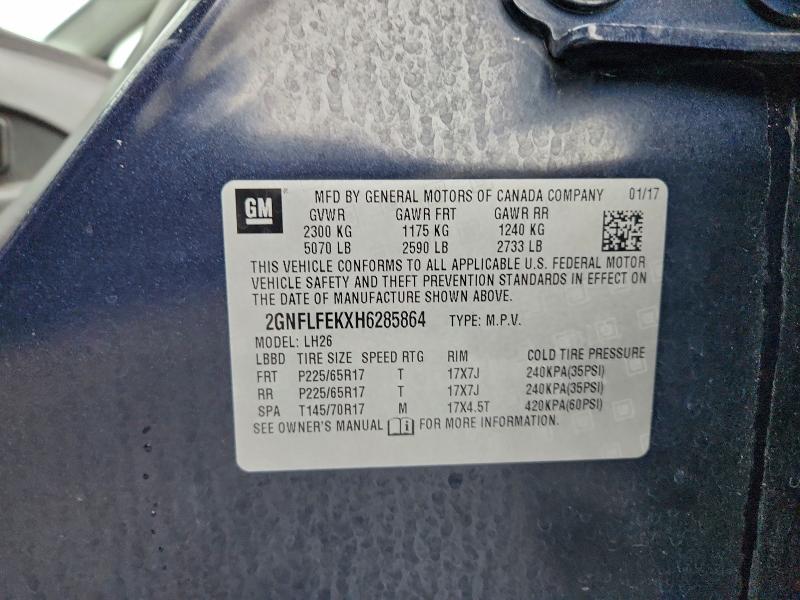 GM
MFD BY GENERAL MOTORS OF CANADA COMPANY 01/17
GVWR GAWR FRT GAWR RR
2300 KG 1175 KG 1240 KG
5070 LB 2590 LB 2733 LB
THIS VEHICLE CONFORMS TO ALL APPLICABLE U.S. FEDERAL MOTOR
VEHICLE SAFETY AND THEFT PREVENTION STANDARDS IN EFFECT ON
THE DATE OF MANUFACTURE SHOWN ABOVE.
2GNFLFEKXH6285864 TYPE: M.P.V.
MODEL: LH26
LBBD TIRE SIZE SPEED RTG RIM COLD TIRE PRESSURE
FRT P225/65R17 T 17X7J 240KPA(35PSI)
RR P225/65R17 T 17X7J 240KPA(35PSI)
SPA T145/70R17 M 17X4.5T 420KPA(60PSI)
SEE OWNER'S MANUAL FOR MORE INFORMATION.